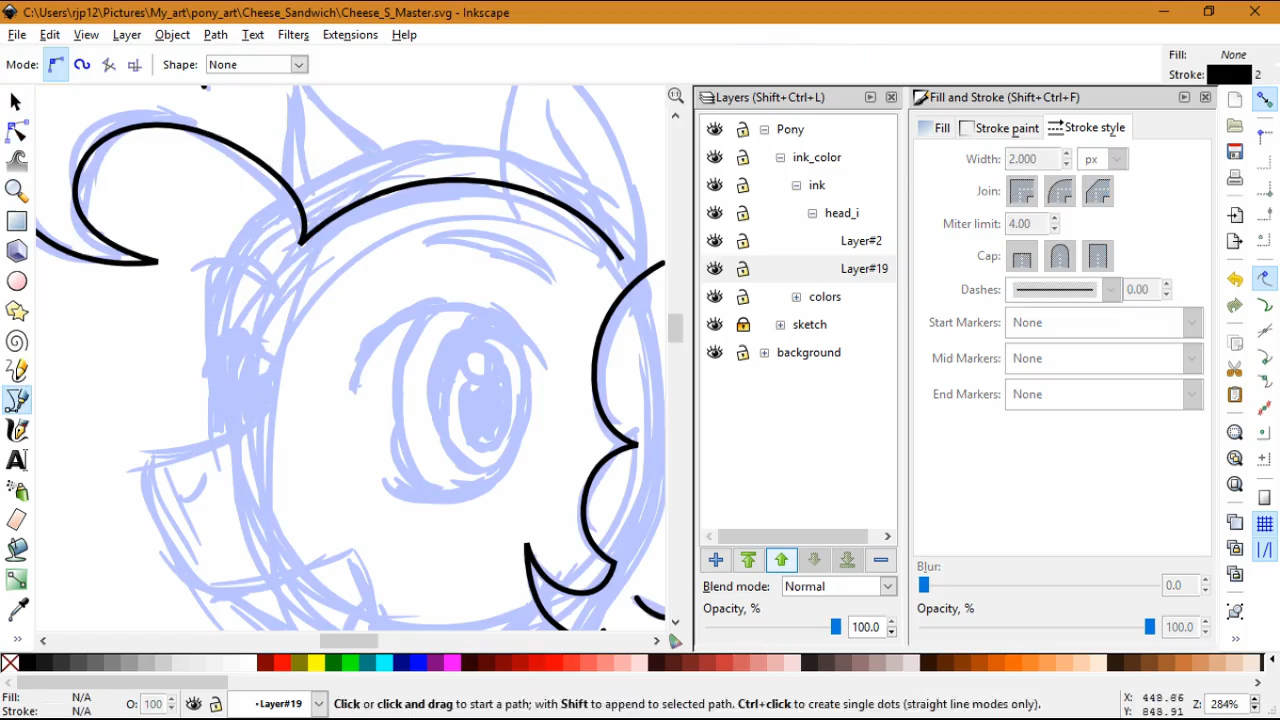 C:\Users\rjp12\Pictures\My_art\pony_art\Cheese_Sandwich\Cheese_S_Master.svg - Inkscape
File Edit View Layer Object Path Text Filters Extensions Help
Mode: Shape: None
Fill: None
Stroke: 2
Layers (Shift+Ctrl+L)
Pony
ink_color
ink
head_i
Layer#2
Layer#19
colors
sketch
background
Blend mode: Normal
Opacity, % 100.0
Fill and Stroke (Shift+Ctrl+F)
Fill Stroke paint Stroke style
Width: 2.000 px
Join:
Miter limit: 4.00
Cap:
Dashes: 0.00
Start Markers: None
Mid Markers: None
End Markers: None
Blur: 0.0
Opacity, % 100.0
Fill: N/A
Stroke: N/A
O: 100
•Layer#19
Click or click and drag to start a path; with Shift to append to selected path. Ctrl+click to create single dots (straight line modes only).
X: 448.86
Y: 848.91
Z: 284%